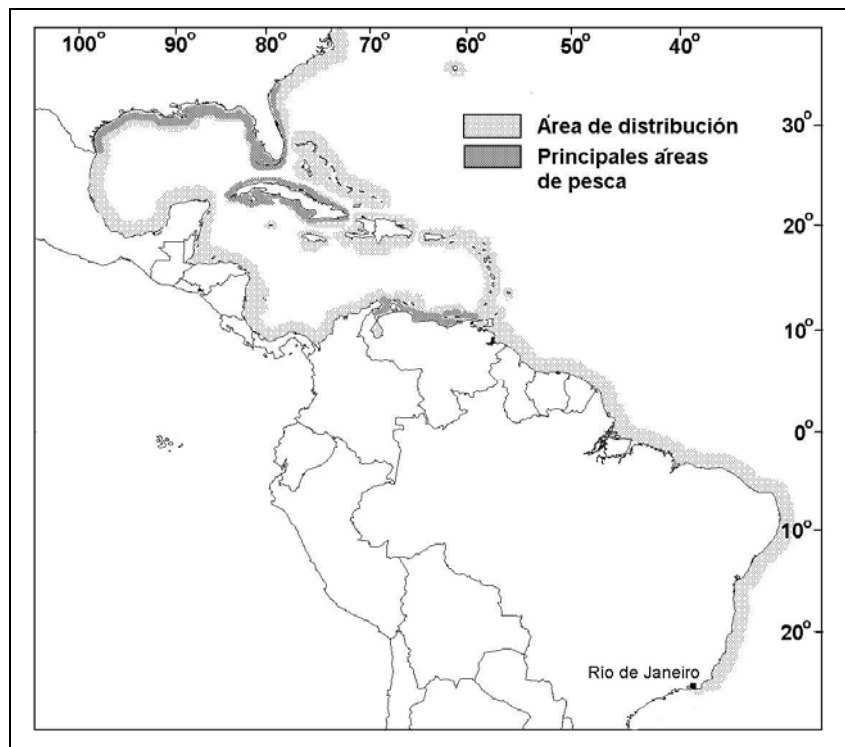 100° 90° 80° 70° 60° 50° 40°
30°
Área de distribución
Principales áreas
de pesca
20°
10°
0°
10°
20°
Río de Janeiro